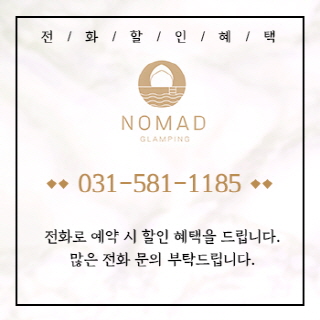 전 / 화 / 할 / 인 / 혜 / 택
NOMAD
GLAMPING
031-581-1185
전화로 예약 시 할인 혜택을 드립니다.
많은 전화 문의 부탁드립니다.